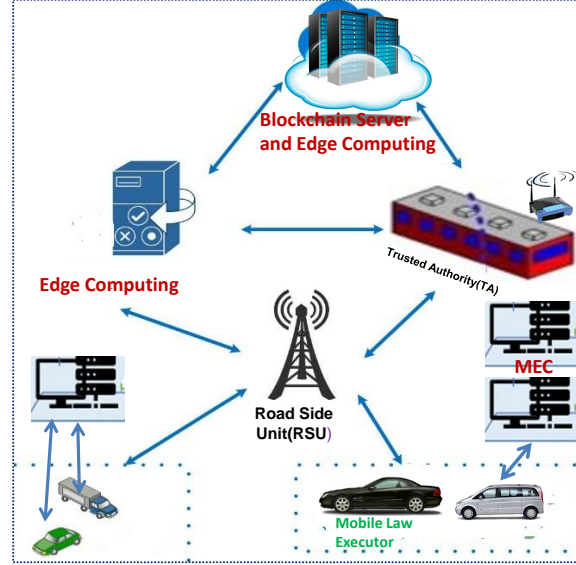 Blockchain Server
and Edge Computing
Trusted Authority(TA)
Edge Computing
MEC
Road Side
Unit(RSU)
Mobile Law
Executor